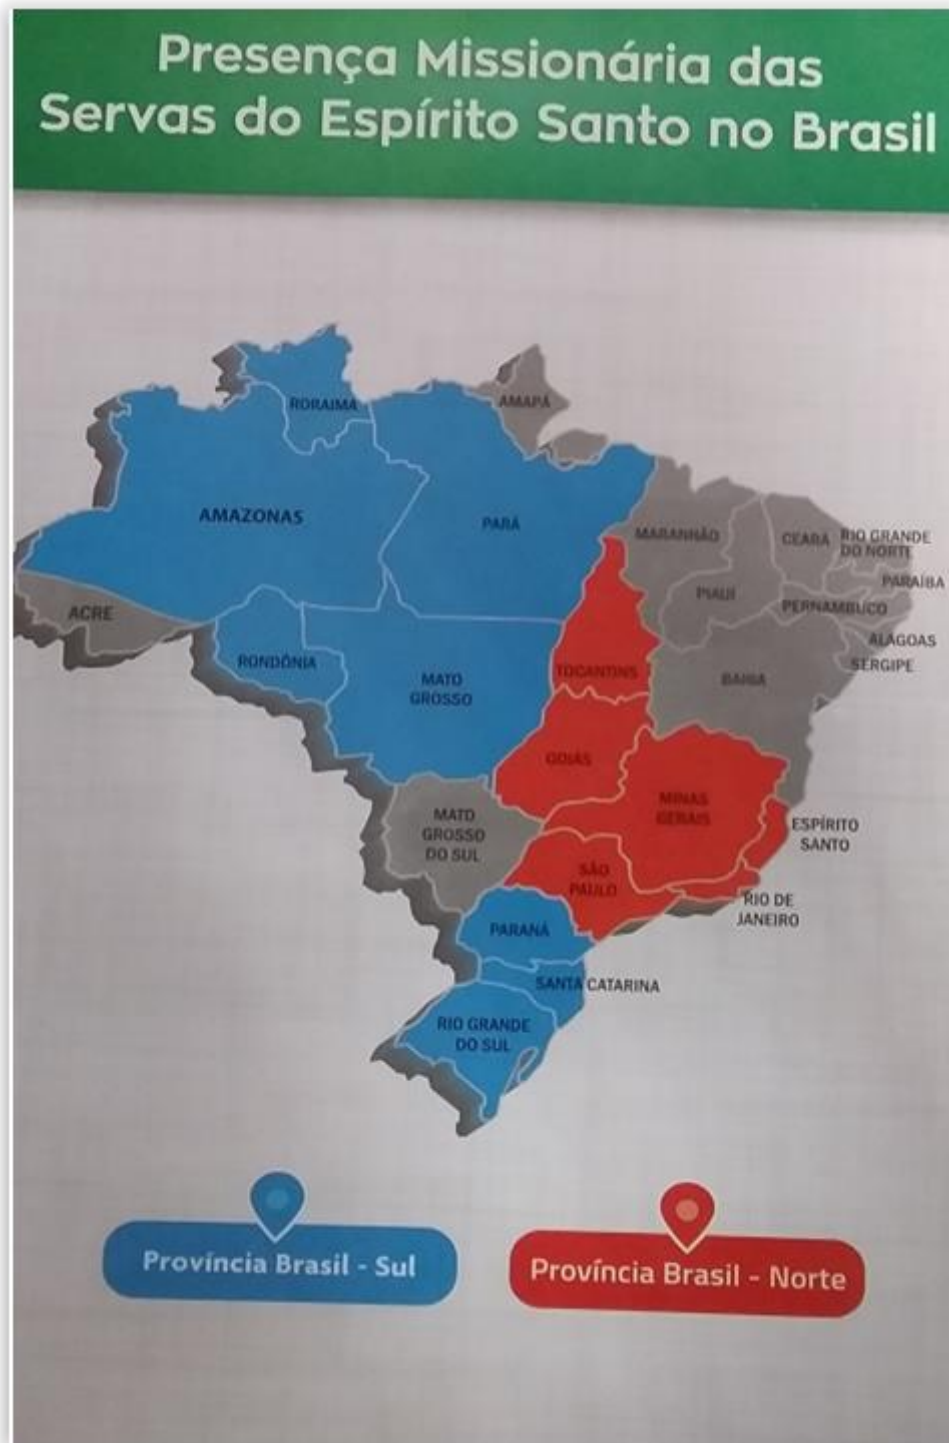 Presença Missionária das
Servas do Espírito Santo no Brasil
RORAIMA
AMAPÁ
AMAZONAS
PARÁ
MARANHÃO
CEARÁ
RIO GRANDE
DO NORTE
PARAÍBA
PIAUÍ
PERNAMBUCO
ACRE
ALAGOAS
SERGIPE
RONDÔNIA
TOCANTINS
MATO
GROSSO
BAHIA
GOIÁS
MINAS
GERAIS
MATO
GROSSO
DO SUL
ESPÍRITO
SANTO
SÃO
PAULO
RIO DE
JANEIRO
PARANÁ
SANTA CATARINA
RIO GRANDE
DO SUL
Província Brasil - Sul
Província Brasil - Norte